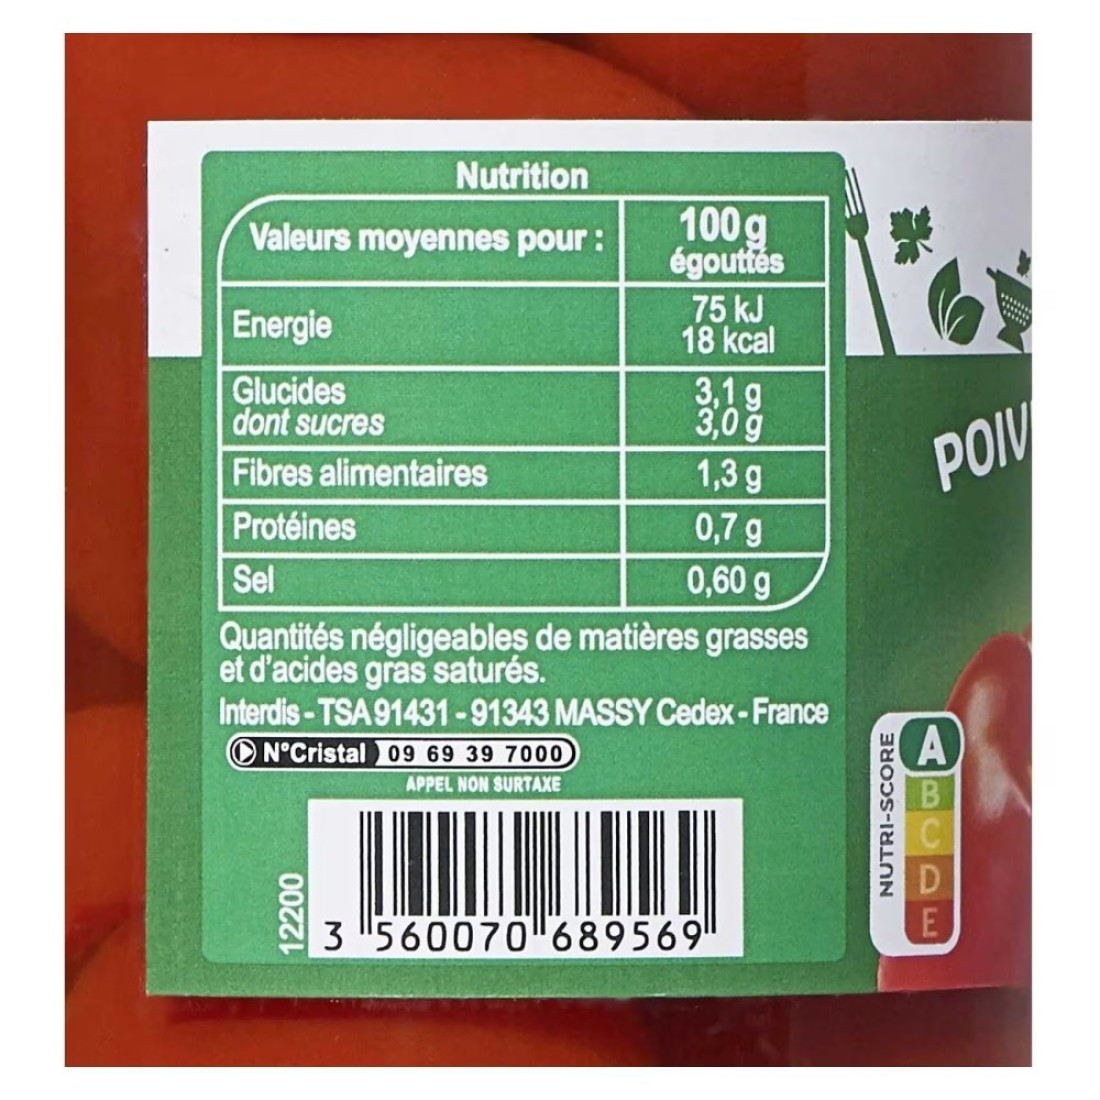 Nutrition
Valeurs moyennes pour :
100 g
égouttés
Energie
75 kJ
18 kcal
Glucides
3,1 g
dont sucres
3,0 g
Fibres alimentaires
1,3 g
Protéines
0,7 g
Sel
0,60 g
Quantités négligeables de matières grasses
et d'acides gras saturés.
Interdis - TSA 91431 - 91343 MASSY Cedex - France
N°Cristal 09 69 39 7000
APPEL NON SURTAXE
12200
3 560070 689569
POIV
NUTRI-SCORE
A
B
C
D
E